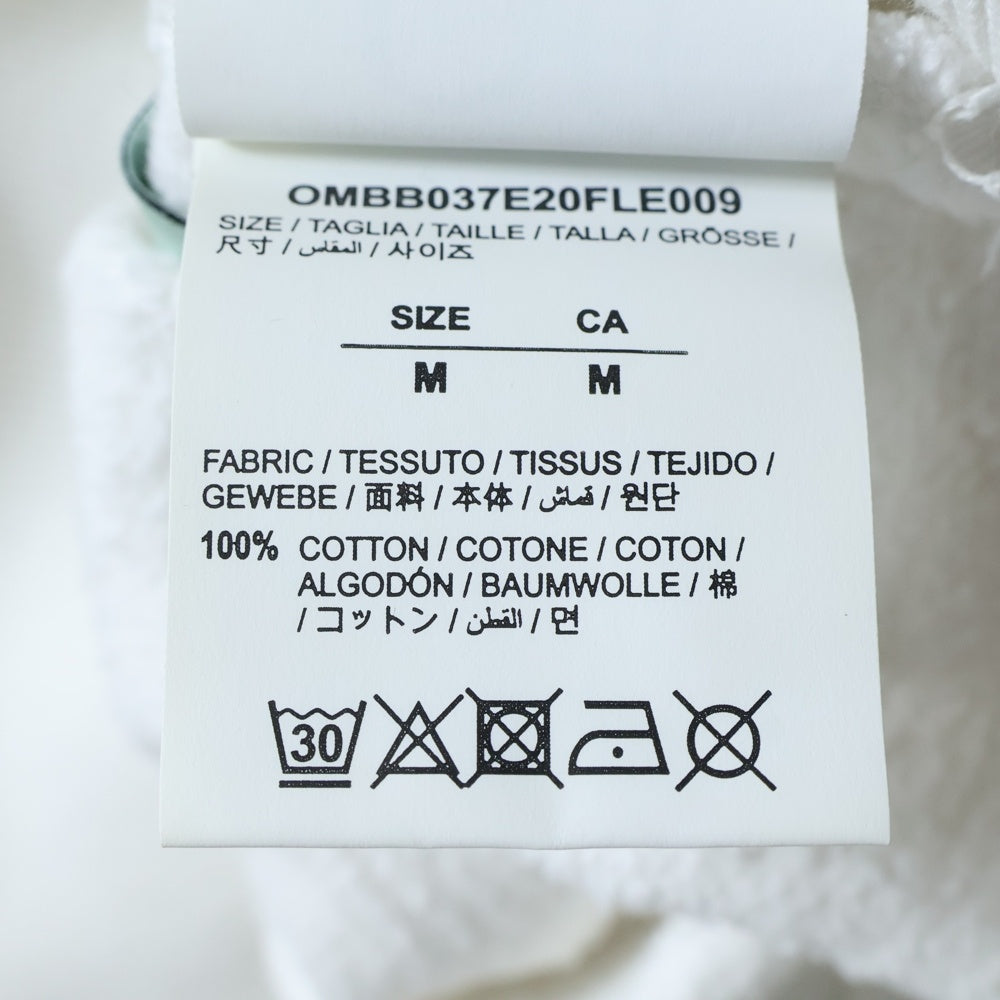 OMBB037E20FLE009
SIZE / TAGLIA / TAILLE / TALLA / GRÖSSE /
尺寸 / المقاس / 사이즈
SIZE CA
M M
FABRIC / TESSUTO / TISSUS / TEJIDO /
GEWEBE / 面料 / 本体 / قماش / 원단
100% COTTON / COTONE / COTON /
ALGODÓN / BAUMWOLLE / 棉
/ コットン / القطن / 면
30